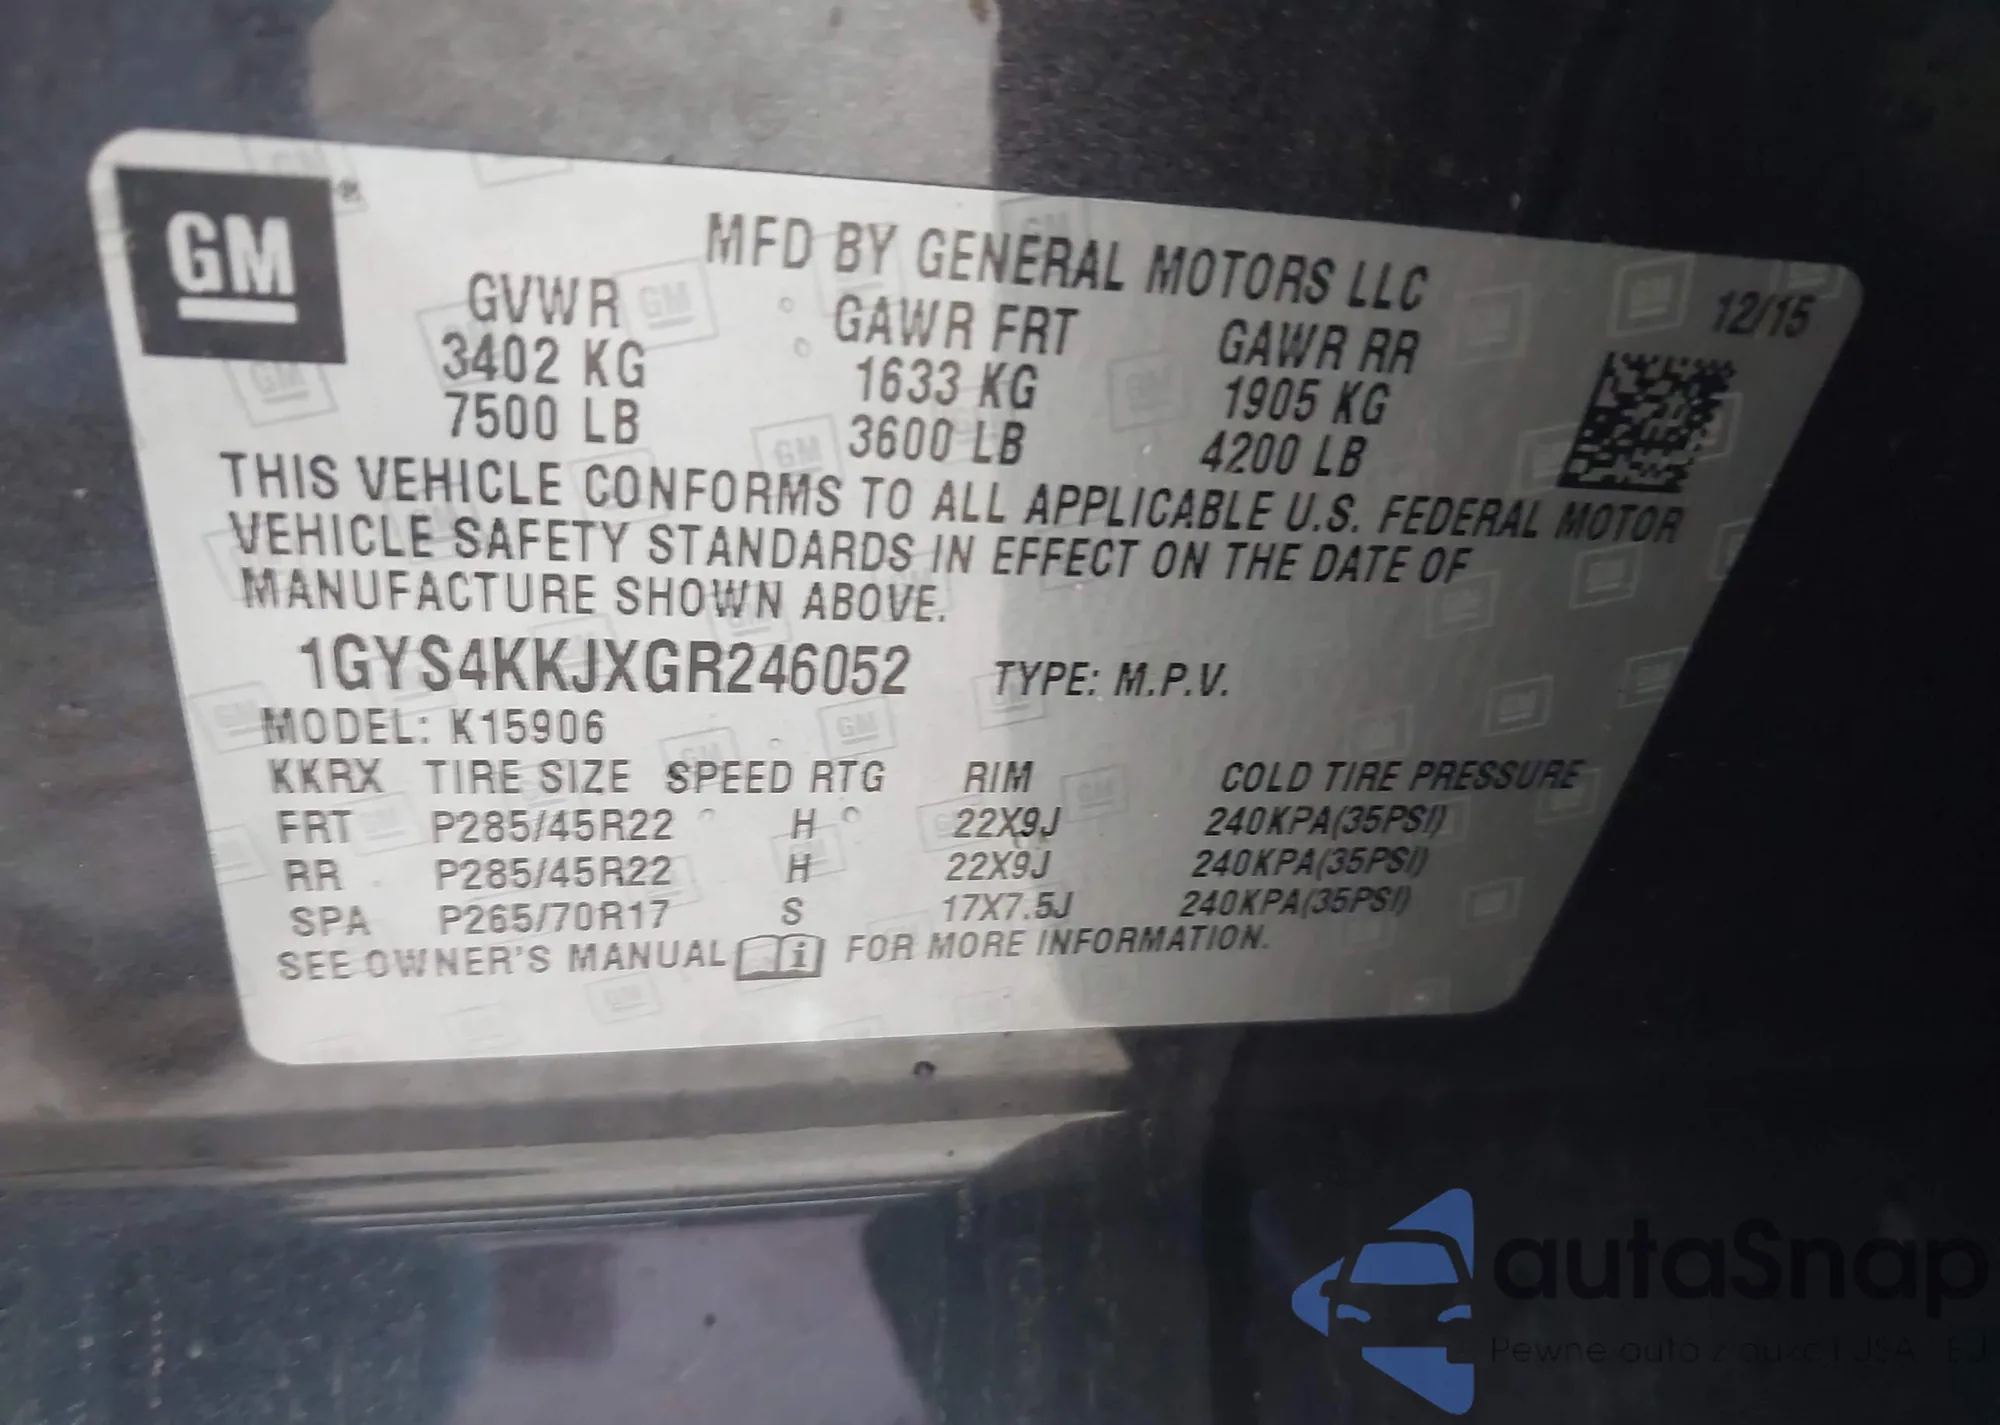 GM
MFD BY GENERAL MOTORS LLC
12/15
GVWR GAWR FRT GAWR RR
3402 KG 1633 KG 1905 KG
7500 LB 3600 LB 4200 LB
THIS VEHICLE CONFORMS TO ALL APPLICABLE U.S. FEDERAL MOTOR
VEHICLE SAFETY STANDARDS IN EFFECT ON THE DATE OF
MANUFACTURE SHOWN ABOVE.
1GYS4KKJXGR246052 TYPE: M.P.V.
MODEL: K15906
KKRX TIRE SIZE SPEED RTG RIM COLD TIRE PRESSURE
FRT P285/45R22 H 22X9J 240KPA(35PSI)
RR P285/45R22 H 22X9J 240KPA(35PSI)
SPA P265/70R17 S 17X7.5J 240KPA(35PSI)
SEE OWNER'S MANUAL i FOR MORE INFORMATION.
autaSnap
Pewne auto z